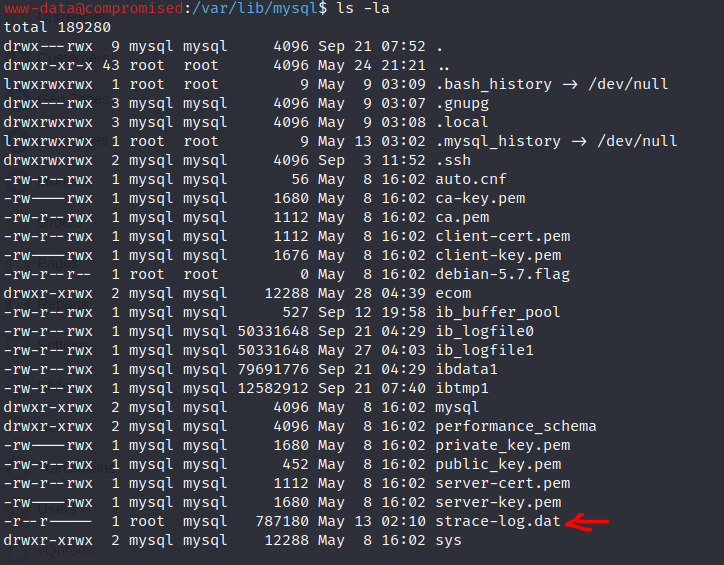 www-data@compromised:/var/lib/mysql$ ls -la
total 189280
drwx---rwx  9 mysql mysql     4096 Sep 21 07:52 .
drwxr-xr-x 43 root  root      4096 May 24 21:21 ..
lrwxrwxrwx  1 root  root         9 May  9 03:09 .bash_history -> /dev/null
drwx---rwx  3 mysql mysql     4096 May  9 03:07 .gnupg
drwxrwxrwx  3 mysql mysql     4096 May  9 03:08 .local
lrwxrwxrwx  1 root  root         9 May 13 03:02 .mysql_history -> /dev/null
drwxrwxrwx  2 mysql mysql     4096 Sep  3 11:52 .ssh
-rw-r--rwx  1 mysql mysql       56 May  8 16:02 auto.cnf
-rw----rwx  1 mysql mysql     1680 May  8 16:02 ca-key.pem
-rw-r--rwx  1 mysql mysql     1112 May  8 16:02 ca.pem
-rw-r--rwx  1 mysql mysql     1112 May  8 16:02 client-cert.pem
-rw----rwx  1 mysql mysql     1676 May  8 16:02 client-key.pem
-rw-r--r--  1 root  root         0 May  8 16:02 debian-5.7.flag
drwxr-xrwx  2 mysql mysql    12288 May 28 04:39 ecom
-rw-r--rwx  1 mysql mysql      527 Sep 12 19:58 ib_buffer_pool
-rw-r--rwx  1 mysql mysql 50331648 Sep 21 04:29 ib_logfile0
-rw-r--rwx  1 mysql mysql 50331648 May 27 04:03 ib_logfile1
-rw-r--rwx  1 mysql mysql 79691776 Sep 21 04:29 ibdata1
-rw-r--rwx  1 mysql mysql 12582912 Sep 21 07:40 ibtmp1
drwxr-xrwx  2 mysql mysql     4096 May  8 16:02 mysql
drwxr-xrwx  2 mysql mysql     4096 May  8 16:02 performance_schema
-rw----rwx  1 mysql mysql     1680 May  8 16:02 private_key.pem
-rw-r--rwx  1 mysql mysql      452 May  8 16:02 public_key.pem
-rw-r--rwx  1 mysql mysql     1112 May  8 16:02 server-cert.pem
-rw----rwx  1 mysql mysql     1680 May  8 16:02 server-key.pem
-r--r-----  1 root  mysql   787180 May 13 02:10 strace-log.dat
drwxr-xrwx  2 mysql mysql    12288 May  8 16:02 sys